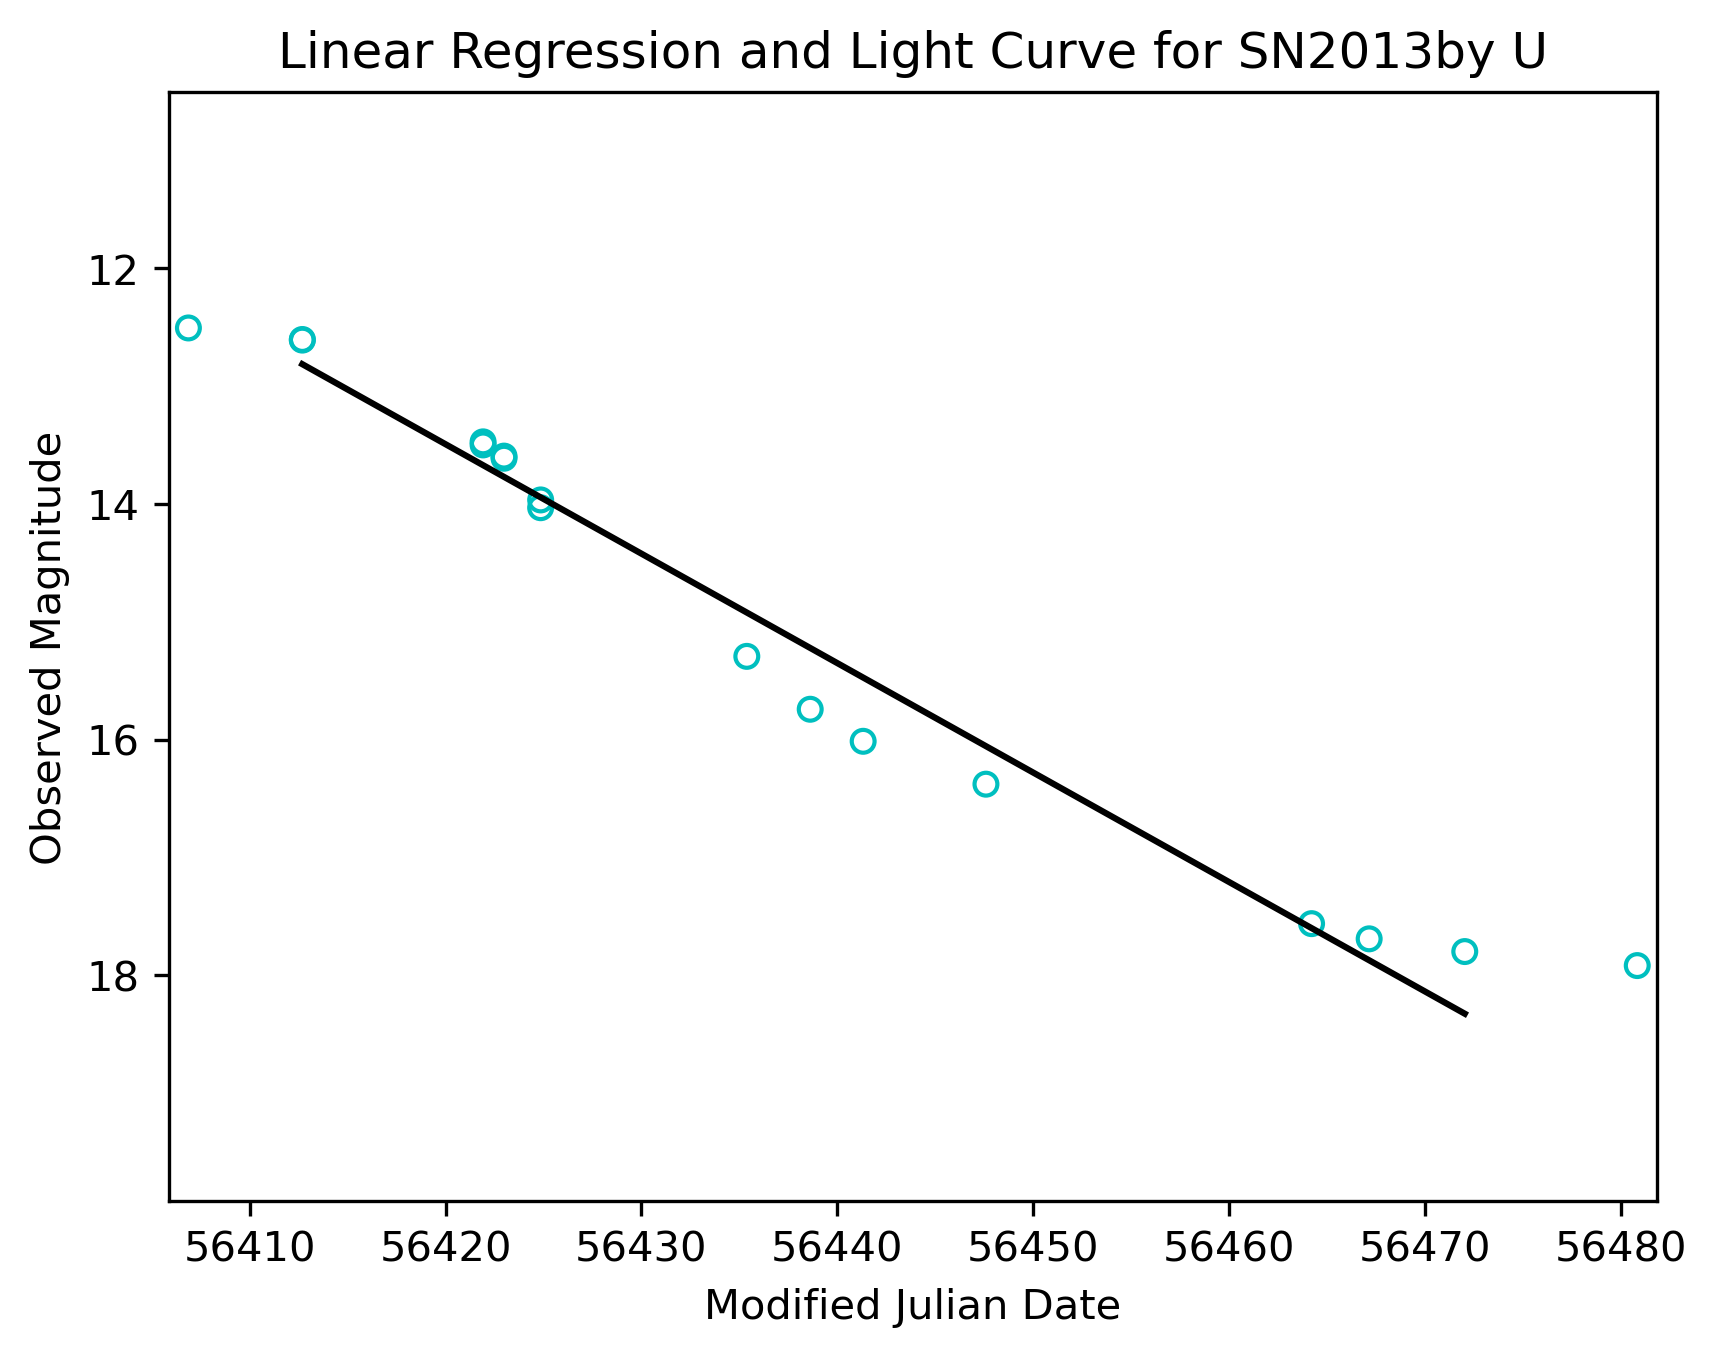 Linear Regression and Light Curve for SN2013by U
Observed Magnitude
12
14
16
18
56410 56420 56430 56440 56450 56460 56470 56480
Modified Julian Date